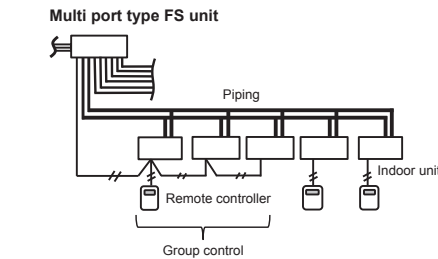 Multi port type FS unit
Piping
Indoor unit
Remote controller
Group control